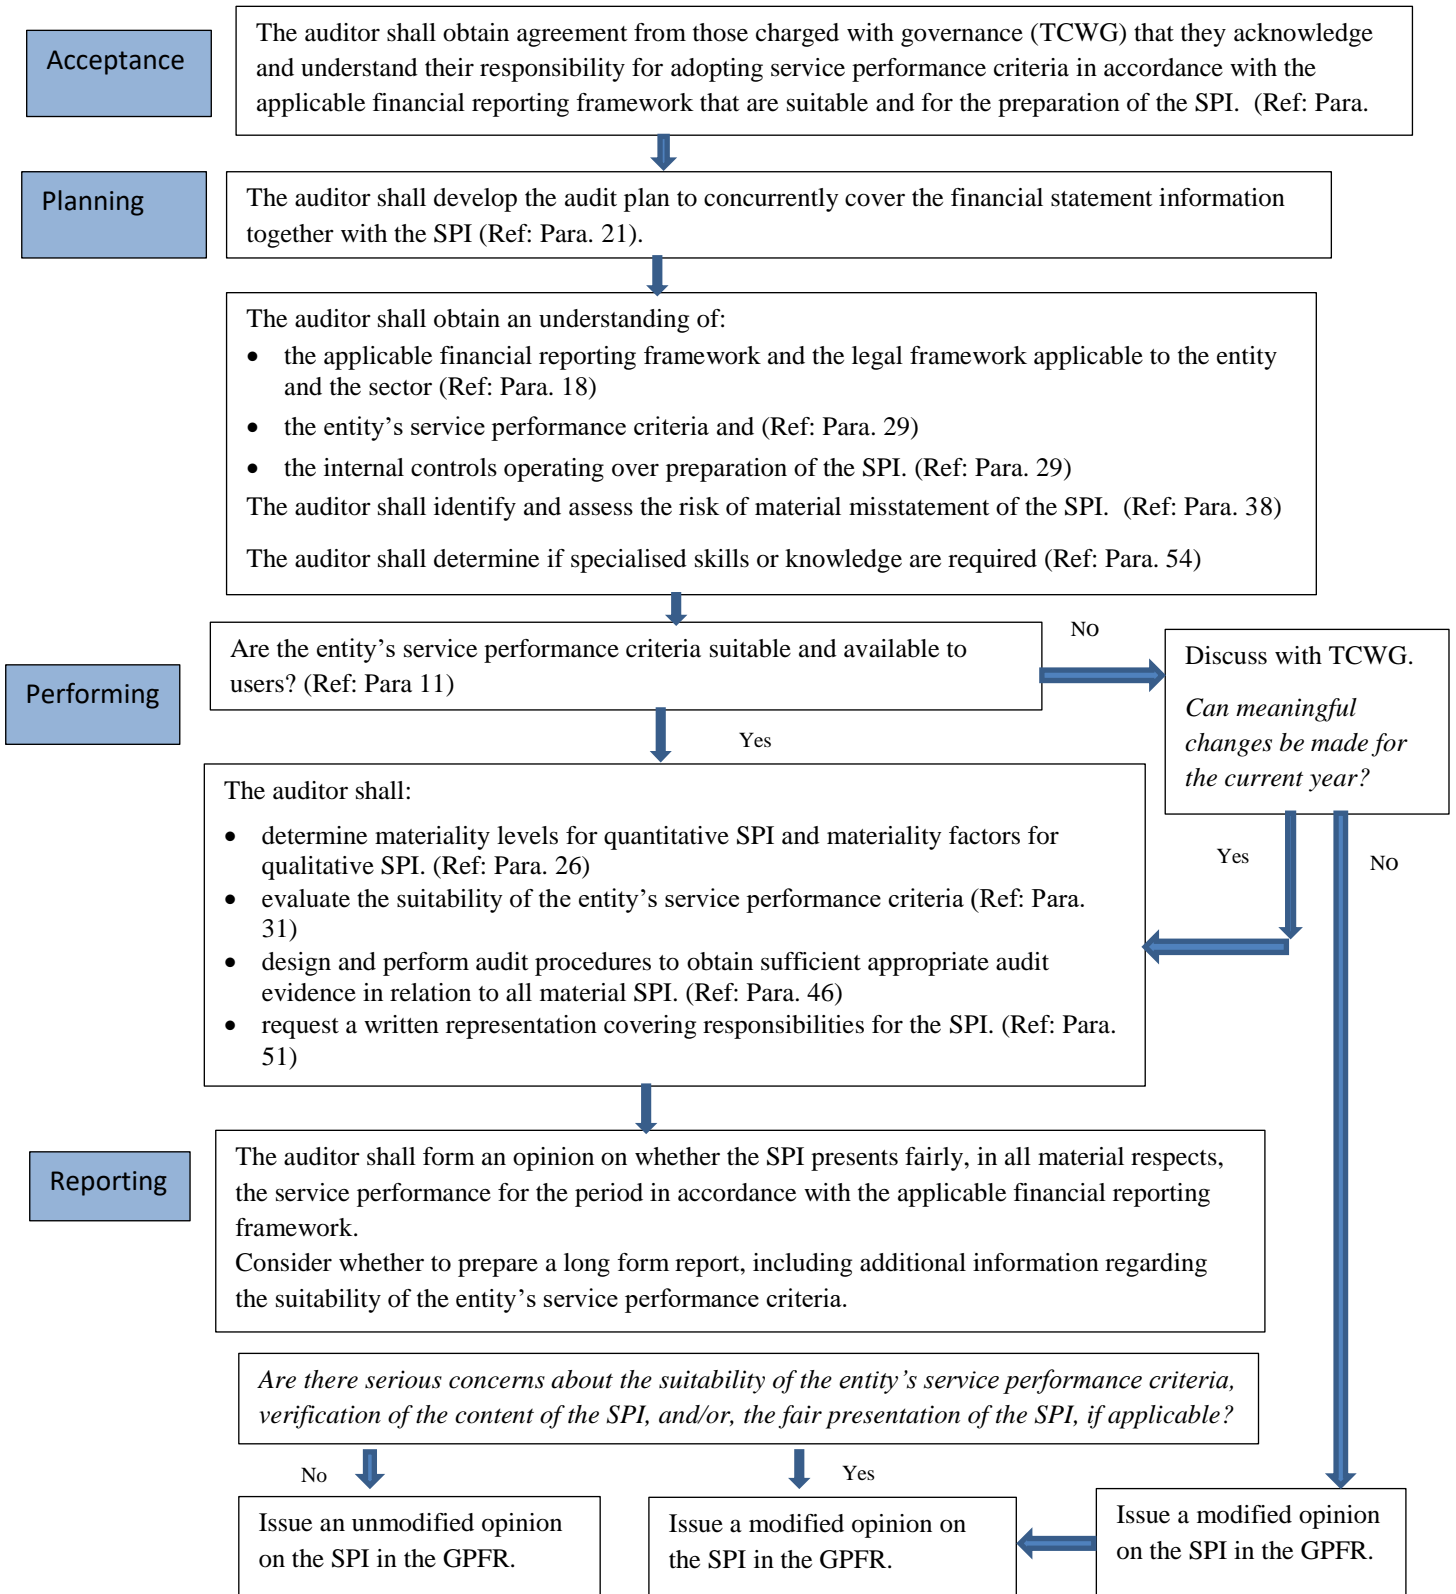 Acceptance
The auditor shall obtain agreement from those charged with governance (TCWG) that they acknowledge
and understand their responsibility for adopting service performance criteria in accordance with the
applicable financial reporting framework that are suitable and for the preparation of the SPI.  (Ref: Para.
Planning
The auditor shall develop the audit plan to concurrently cover the financial statement information
together with the SPI (Ref: Para. 21).
The auditor shall obtain an understanding of:
• the applicable financial reporting framework and the legal framework applicable to the entity
and the sector (Ref: Para. 18)
• the entity’s service performance criteria and (Ref: Para. 29)
• the internal controls operating over preparation of the SPI. (Ref: Para. 29)
The auditor shall identify and assess the risk of material misstatement of the SPI.  (Ref: Para. 38)
The auditor shall determine if specialised skills or knowledge are required (Ref: Para. 54)
Performing
Are the entity’s service performance criteria suitable and available to
users? (Ref: Para 11)
No
Discuss with TCWG.
Can meaningful
changes be made for
the current year?
Yes
The auditor shall:
• determine materiality levels for quantitative SPI and materiality factors for
qualitative SPI. (Ref: Para. 26)
• evaluate the suitability of the entity’s service performance criteria (Ref: Para.
31)
• design and perform audit procedures to obtain sufficient appropriate audit
evidence in relation to all material SPI. (Ref: Para. 46)
• request a written representation covering responsibilities for the SPI. (Ref: Para.
51)
Yes
No
Reporting
The auditor shall form an opinion on whether the SPI presents fairly, in all material respects,
the service performance for the period in accordance with the applicable financial reporting
framework.
Consider whether to prepare a long form report, including additional information regarding
the suitability of the entity’s service performance criteria.
Are there serious concerns about the suitability of the entity’s service performance criteria,
verification of the content of the SPI, and/or, the fair presentation of the SPI, if applicable?
No
Yes
Issue an unmodified opinion
on the SPI in the GPFR.
Issue a modified opinion on
the SPI in the GPFR.
Issue a modified opinion
on the SPI in the GPFR.